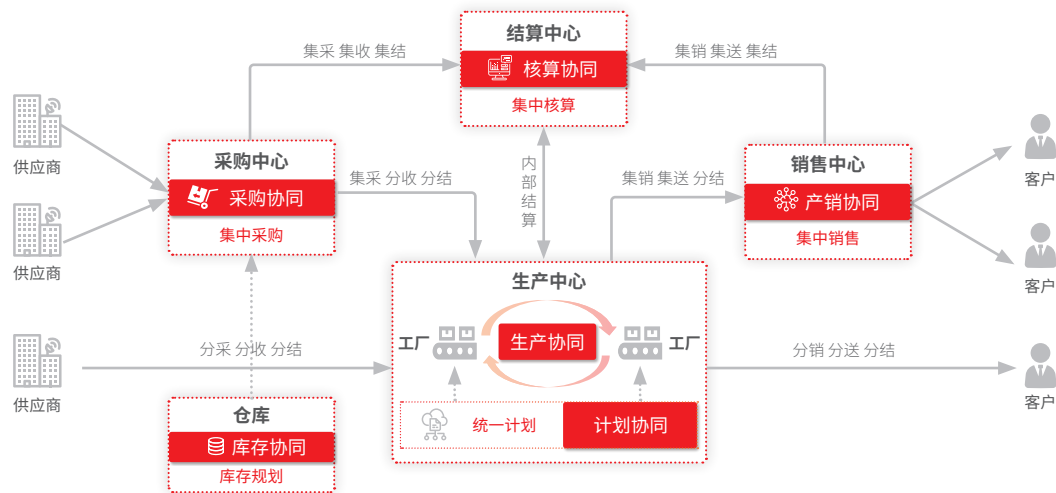 结算中心
核算协同
集中核算
集采 集收 集结
集销 集送 集结
供应商
采购中心
采购协同
集中采购
集采 分收 分结
内部结算
集销 集送 分结
销售中心
产销协同
集中销售
客户
供应商
客户
生产中心
工厂
生产协同
工厂
分采 分收 分结
分销 分送 分结
供应商
客户
仓库
库存协同
库存规划
统一计划
计划协同